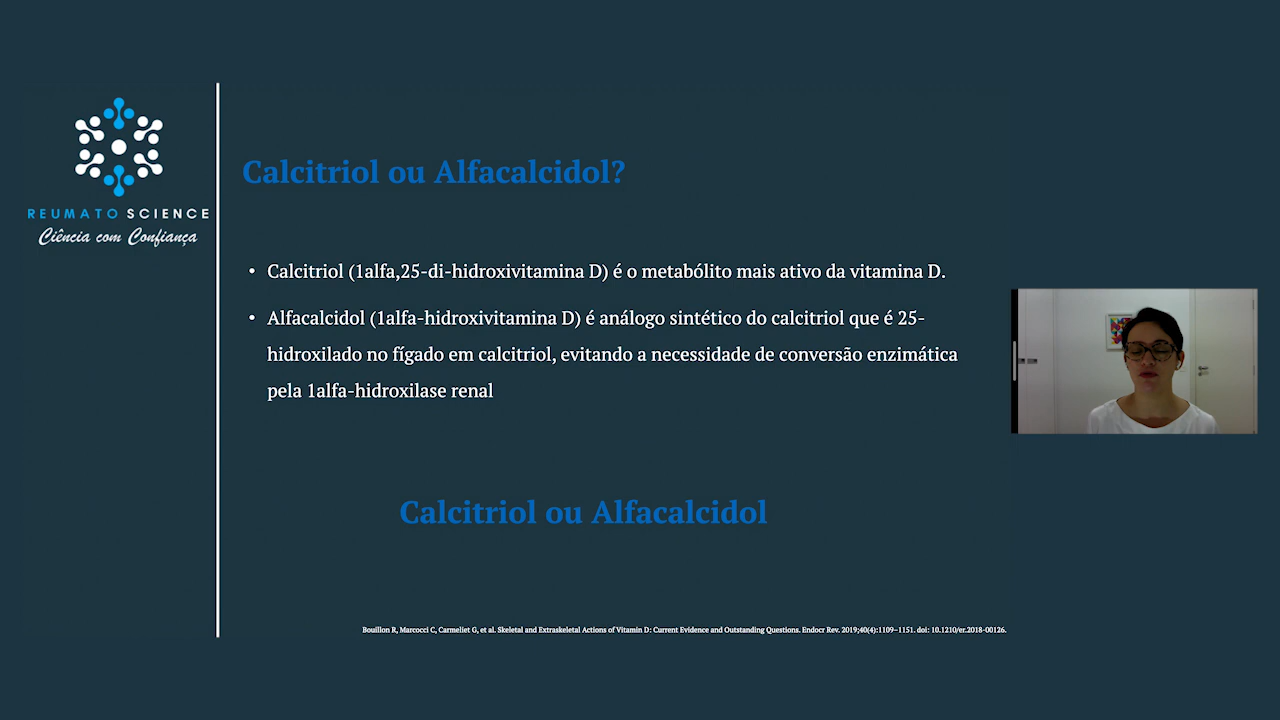 REUMATO SCIENCE
Ciência com Confiança
Calcitriol ou Alfacalcidol?
• Calcitriol (1alfa,25-di-hidroxivitamina D) é o metabólito mais ativo da vitamina D.
• Alfacalcidol (1alfa-hidroxivitamina D) é análogo sintético do calcitriol que é 25-
hidroxilado no fígado em calcitriol, evitando a necessidade de conversão enzimática
pela 1alfa-hidroxilase renal
Calcitriol ou Alfacalcidol
Bouillon R, Marcocci C, Carmeliet G, et al. Skeletal and Extraskeletal Actions of Vitamin D: Current Evidence and Outstanding Questions. Endocr Rev. 2019;40(4):1109–1151. doi: 10.1210/er.2018-00126.